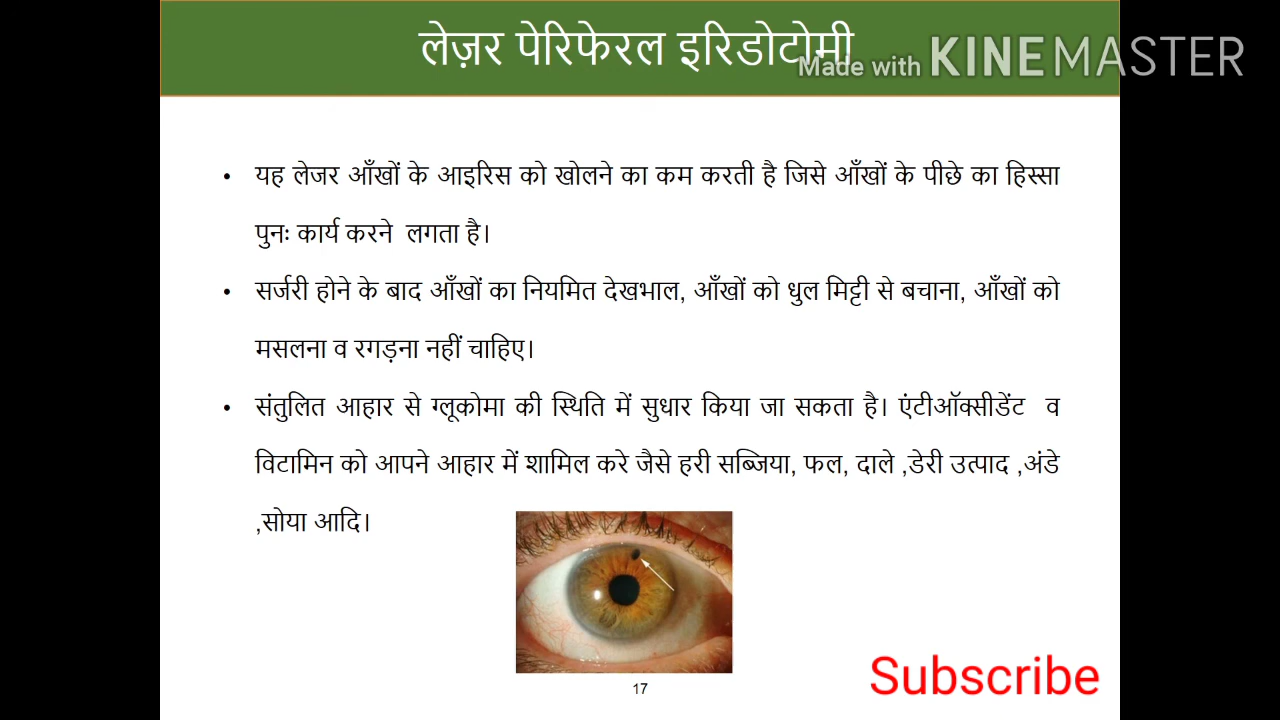 लेज़र पेरिफेरल इरिडोटोमी
Made with KINEMASTER
• यह लेजर आँखों के आइरिस को खोलने का कम करती है जिसे आँखों के पीछे का हिस्सा
पुनः कार्य करने लगता है।
• सर्जरी होने के बाद आँखों का नियमित देखभाल, आँखों को धुल मिट्टी से बचाना, आँखों को
मसलना व रगड़ना नहीं चाहिए।
• संतुलित आहार से ग्लूकोमा की स्थिति में सुधार किया जा सकता है। एंटीऑक्सीडेंट व
विटामिन को आपने आहार में शामिल करे जैसे हरी सब्जिया, फल, दाले ,डेरी उत्पाद ,अंडे
,सोया आदि।
17
Subscribe